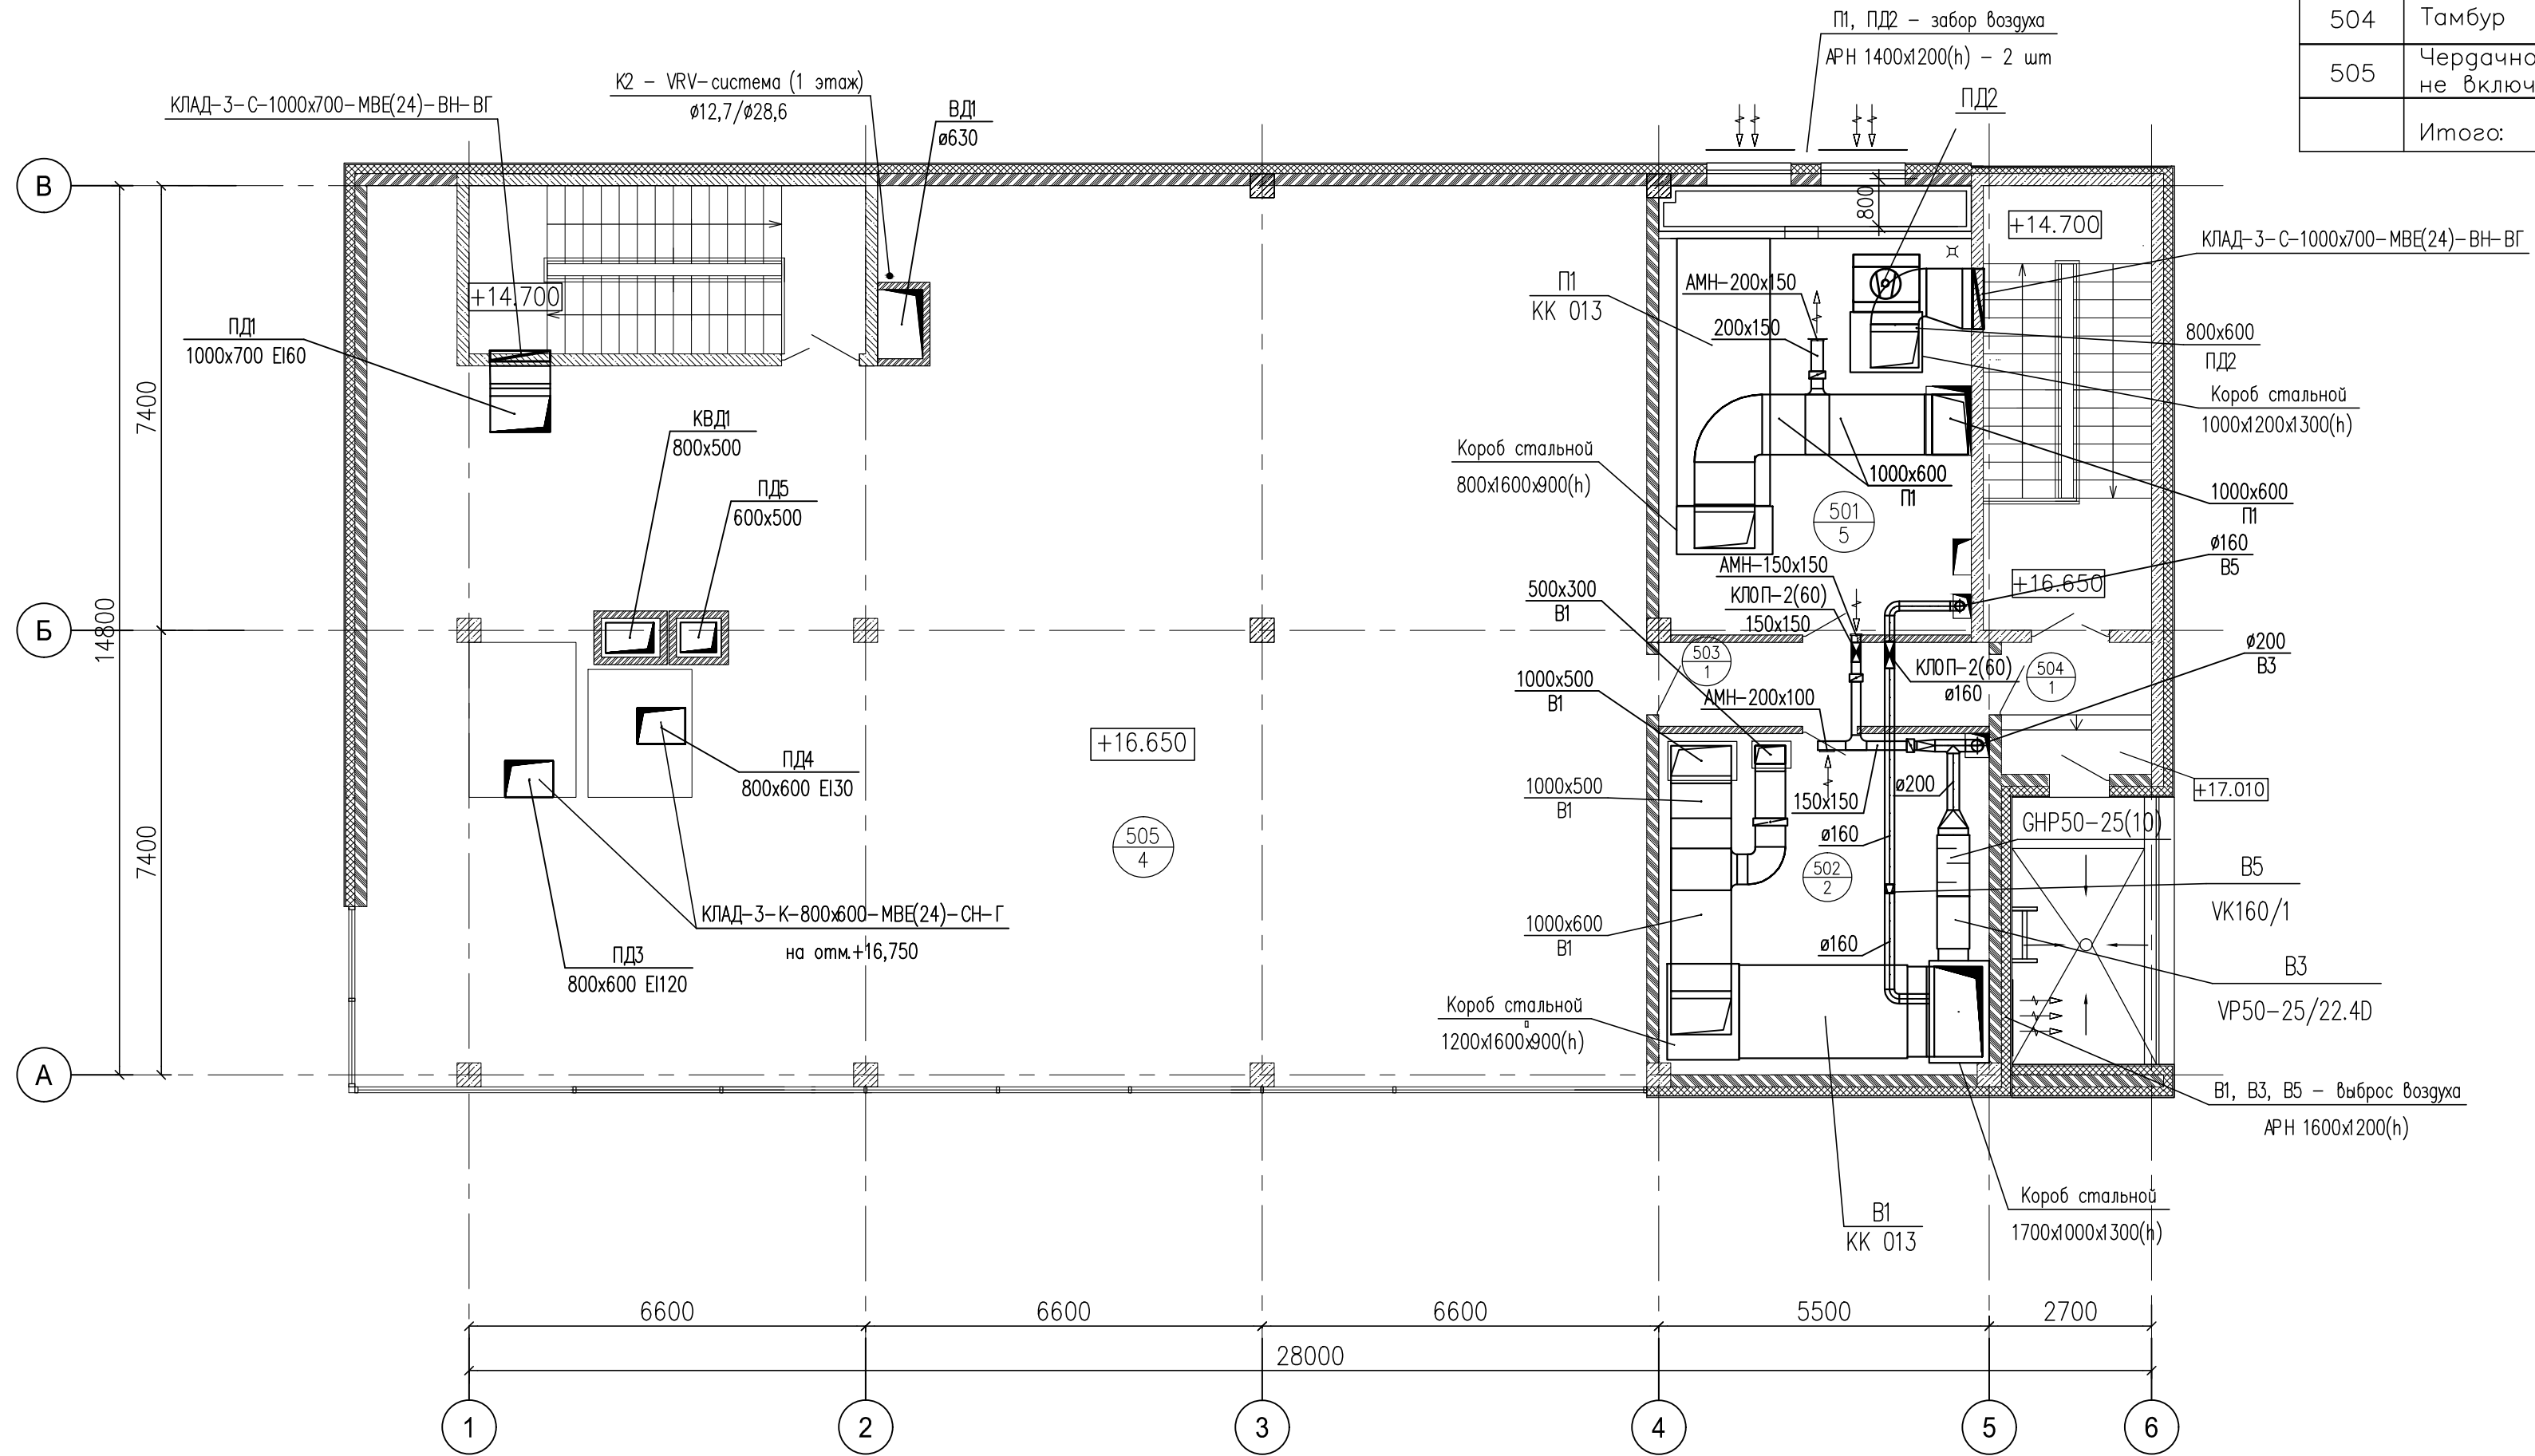 504
Тамбур
505
не включ
Итого:
П1, ПД2 – забор воздуха
АРН 1400х1200(h) – 2 шт
К2 – VRV–система (1 этаж)
ø12,7/ø28,6
КЛАД–3–С–1000х700–МВЕ(24)–ВН–ВГ
ВД1
ø630
ПД2
В
800
+14.700
КЛАД–3–С–1000х700–МВЕ(24)–ВН–ВГ
+14.700
П1
КК 013
АМН–200х150
200х150
ПД1
1000х700 EI60
800х600
ПД2
Короб стальной
1000х1200х1300(h)
7400
КВД1
800х500
Короб стальной
800х1600х900(h)
1000х600
П1
ПД5
600х500
1000х600
П1
501
5
ø160
В5
АМН–150х150
КЛОП–2(60)
150х150
+16.650
500х300
В1
Б
14800
503
1
КЛОП–2(60)
ø160
504
1
ø200
В3
1000х500
В1
АМН–200х100
+16.650
ПД4
800х600 EI30
1000х500
В1
150х150
ø200
+17.010
7400
505
4
GHP50–25(10)
ø160
502
2
В5
VK160/1
КЛАД–3–К–800х600–МВЕ(24)–СН–Г
на отм.+16,750
1000х600
В1
ø160
ПД3
800х600 EI120
В3
VP50–25/22.4D
Короб стальной
1200х1600х900(h)
А
В1, В3, В5 – выброс воздуха
АРН 1600х1200(h)
Короб стальной
1700х1000х1300(h)
В1
КК 013
6600
6600
6600
5500
2700
28000
1
2
3
4
5
6